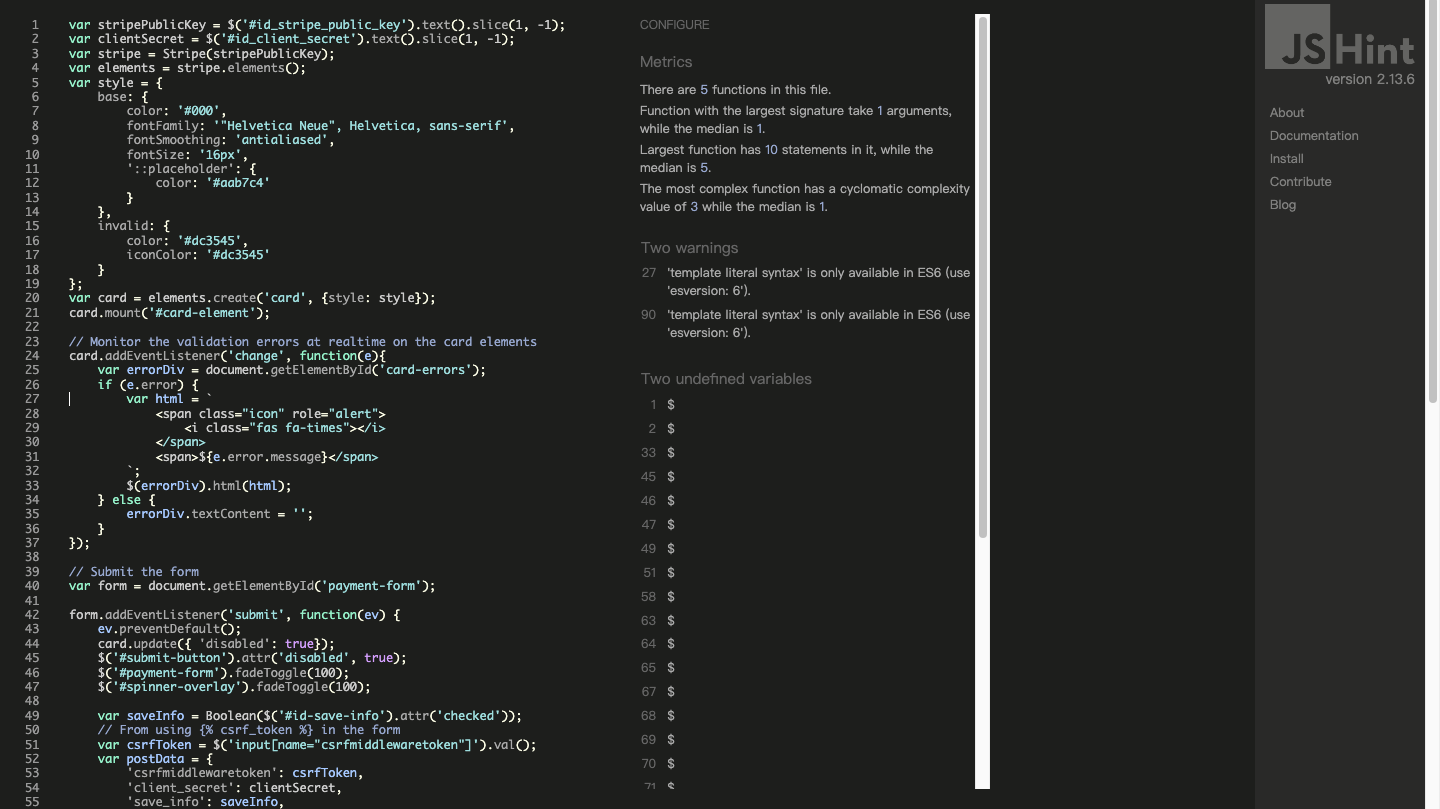 1 var stripePublicKey = $('#id_stripe_public_key').text().slice(1, -1);
2 var clientSecret = $('#id_client_secret').text().slice(1, -1);
3 var stripe = Stripe(stripePublicKey);
4 var elements = stripe.elements();
5 var style = {
6 base: {
7 color: '#000',
8 fontFamily: '"Helvetica Neue", Helvetica, sans-serif',
9 fontSmoothing: 'antialiased',
10 fontSize: '16px',
11 '::placeholder': {
12 color: '#aab7c4'
13 }
14 },
15 invalid: {
16 color: '#dc3545',
17 iconColor: '#dc3545'
18 }
19 };
20 var card = elements.create('card', {style: style});
21 card.mount('#card-element');
22
23 // Monitor the validation errors at realtime on the card elements
24 card.addEventListener('change', function(e){
25 var errorDiv = document.getElementById('card-errors');
26 if (e.error) {
27 var html = `
28 <span class="icon" role="alert">
29 <i class="fas fa-times"></i>
30 </span>
31 <span>${e.error.message}</span>
32 `;
33 $(errorDiv).html(html);
34 } else {
35 errorDiv.textContent = '';
36 }
37 });
38
39 // Submit the form
40 var form = document.getElementById('payment-form');
41
42 form.addEventListener('submit', function(ev) {
43 ev.preventDefault();
44 card.update({ 'disabled': true});
45 $('#submit-button').attr('disabled', true);
46 $('#payment-form').fadeToggle(100);
47 $('#spinner-overlay').fadeToggle(100);
48
49 var saveInfo = Boolean($('#id-save-info').attr('checked'));
50 // From using {% csrf_token %} in the form
51 var csrfToken = $('input[name="csrfmiddlewaretoken"]').val();
52 var postData = {
53 'csrfmiddlewaretoken': csrfToken,
54 'client_secret': clientSecret,
55 'save_info': saveInfo,
CONFIGURE
Metrics
There are 5 functions in this file.
Function with the largest signature take 1 arguments,
while the median is 1.
Largest function has 10 statements in it, while the
median is 5.
The most complex function has a cyclomatic complexity
value of 3 while the median is 1.
Two warnings
27 'template literal syntax' is only available in ES6 (use
'esversion: 6').
90 'template literal syntax' is only available in ES6 (use
'esversion: 6').
Two undefined variables
1 $
2 $
33 $
45 $
46 $
47 $
49 $
51 $
58 $
63 $
64 $
65 $
67 $
68 $
69 $
70 $
71 $
JSHint
version 2.13.6
About
Documentation
Install
Contribute
Blog